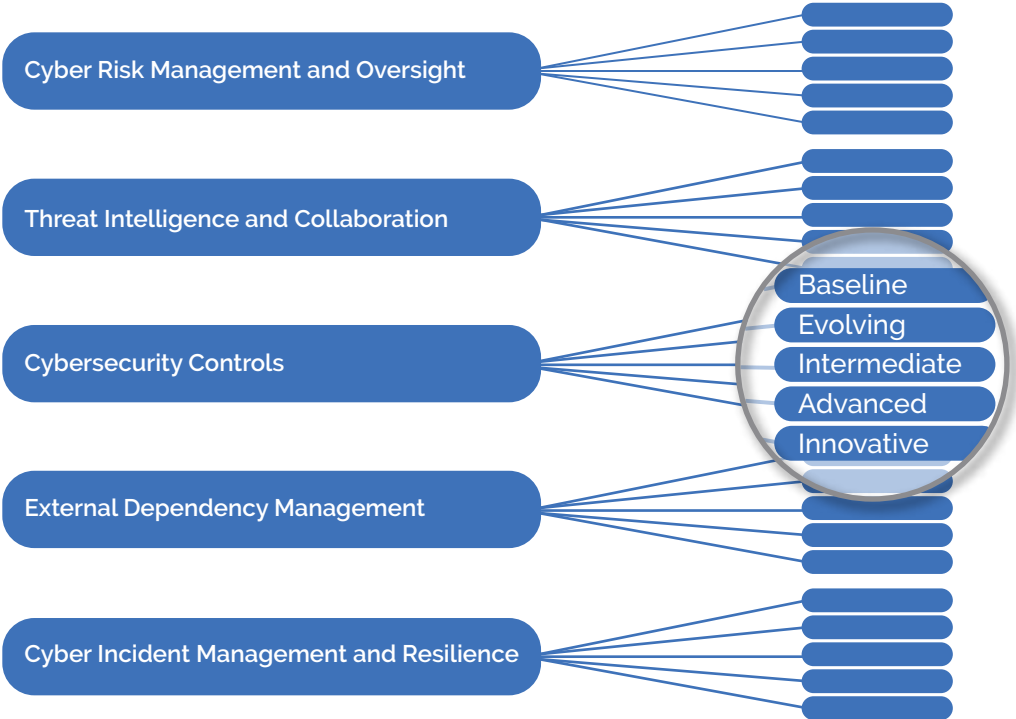 Cyber Risk Management and Oversight
Threat Intelligence and Collaboration
Cybersecurity Controls
External Dependency Management
Cyber Incident Management and Resilience
Baseline
Evolving
Intermediate
Advanced
Innovative